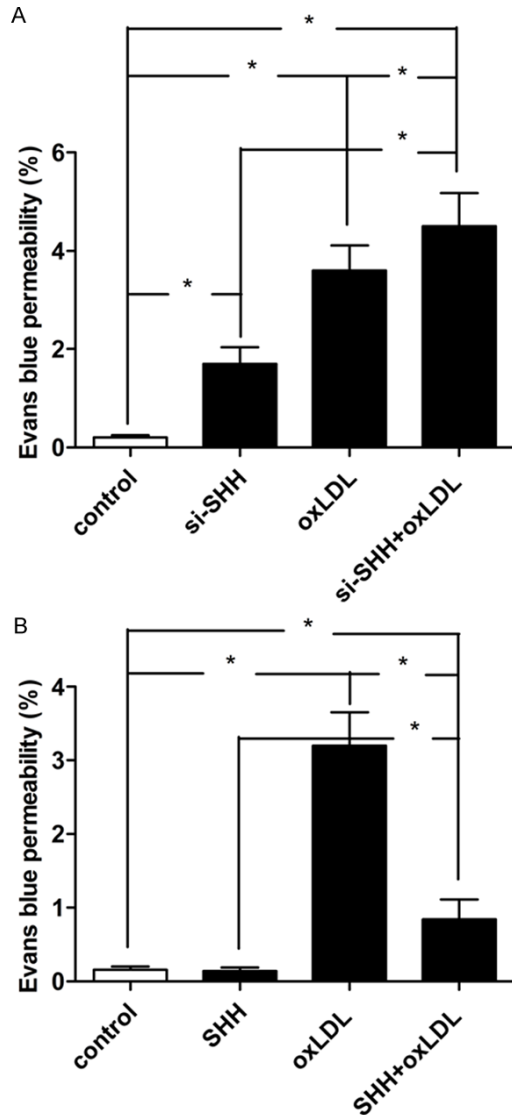 A
*
*
*
*
*
Evans blue permeability (%)
6
4
2
0
control
si-SHH
oxLDL
si-SHH+oxLDL
B
*
*
*
*
Evans blue permeability (%)
4
3
2
1
0
control
SHH
oxLDL
SHH+oxLDL